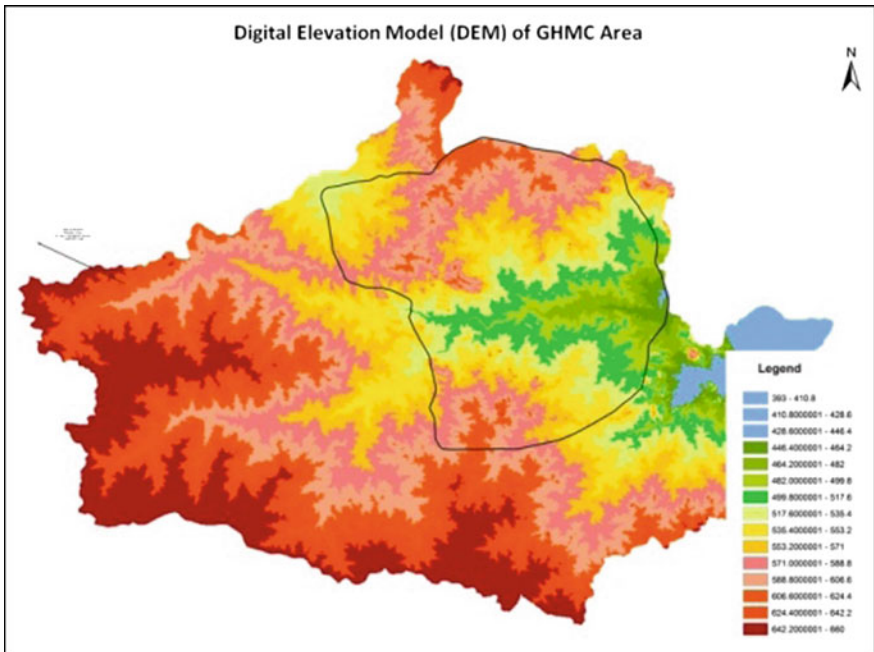 Digital Elevation Model (DEM) of GHMC Area
N
Legend
393 - 410.8
410.8000001 - 428.6
428.6000001 - 446.4
446.4000001 - 464.2
464.2000001 - 482
482.0000001 - 499.8
499.8000001 - 517.6
517.6000001 - 535.4
535.4000001 - 553.2
553.2000001 - 571
571.0000001 - 588.8
588.8000001 - 606.6
606.6000001 - 624.4
624.4000001 - 642.2
642.2000001 - 660